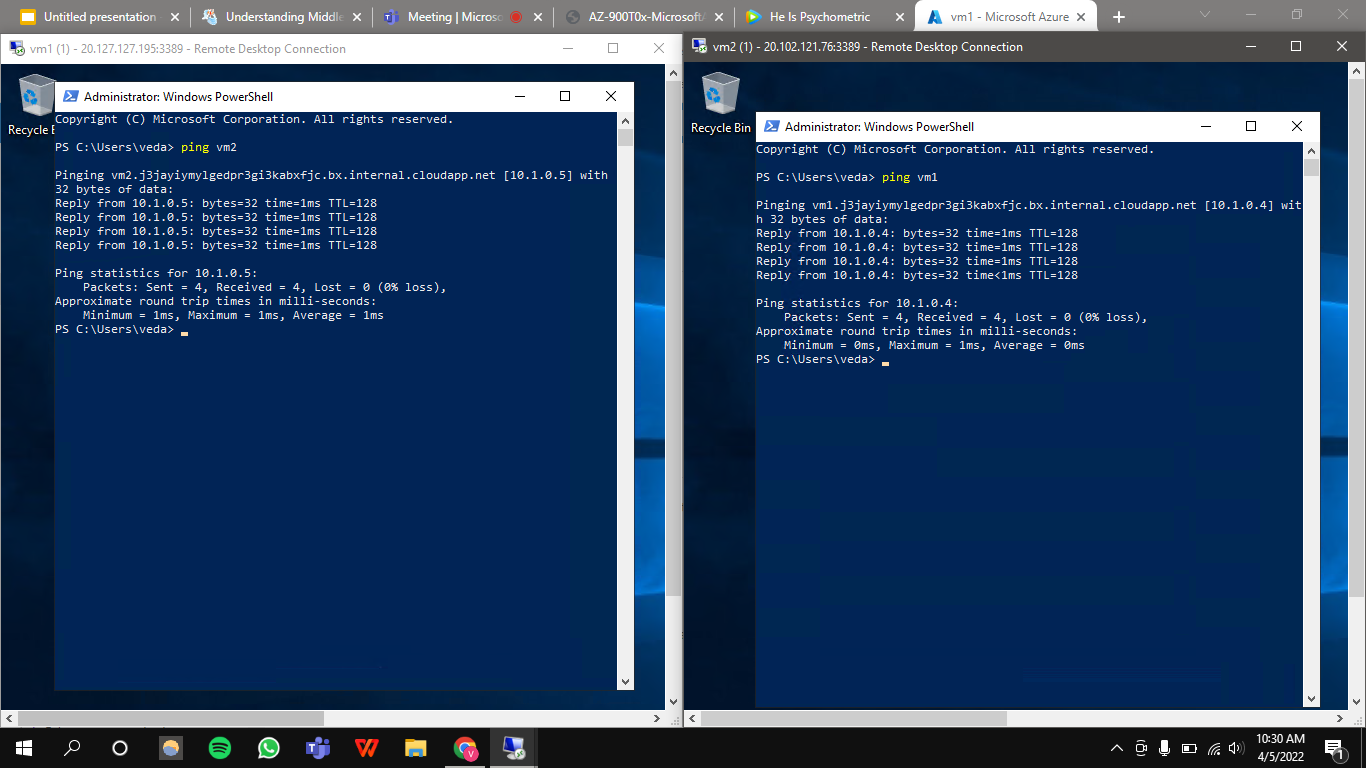 Untitled presentation
Understanding Middle
Meeting | Microso
AZ-900T0x-MicrosoftA
He Is Psychometric
vm1 - Microsoft Azure
vm1 (1) - 20.127.127.195:3389 - Remote Desktop Connection
Recycle B
Administrator: Windows PowerShell
Copyright (C) Microsoft Corporation. All rights reserved.
PS C:\Users\veda> ping vm2
Pinging vm2.j3jayiymylgedpr3gi3kabxfjc.bx.internal.cloudapp.net [10.1.0.5] with
32 bytes of data:
Reply from 10.1.0.5: bytes=32 time=1ms TTL=128
Reply from 10.1.0.5: bytes=32 time=1ms TTL=128
Reply from 10.1.0.5: bytes=32 time=1ms TTL=128
Reply from 10.1.0.5: bytes=32 time=1ms TTL=128
Ping statistics for 10.1.0.5:
Packets: Sent = 4, Received = 4, Lost = 0 (0% loss),
Approximate round trip times in milli-seconds:
Minimum = 1ms, Maximum = 1ms, Average = 1ms
PS C:\Users\veda>
vm2 (1) - 20.102.121.76:3389 - Remote Desktop Connection
Recycle Bin
Administrator: Windows PowerShell
Copyright (C) Microsoft Corporation. All rights reserved.
PS C:\Users\veda> ping vm1
Pinging vm1.j3jayiymylgedpr3gi3kabxfjc.bx.internal.cloudapp.net [10.1.0.4] wit
h 32 bytes of data:
Reply from 10.1.0.4: bytes=32 time=1ms TTL=128
Reply from 10.1.0.4: bytes=32 time=1ms TTL=128
Reply from 10.1.0.4: bytes=32 time=1ms TTL=128
Reply from 10.1.0.4: bytes=32 time<1ms TTL=128
Ping statistics for 10.1.0.4:
Packets: Sent = 4, Received = 4, Lost = 0 (0% loss),
Approximate round trip times in milli-seconds:
Minimum = 0ms, Maximum = 1ms, Average = 0ms
PS C:\Users\veda>
10:30 AM
4/5/2022
1